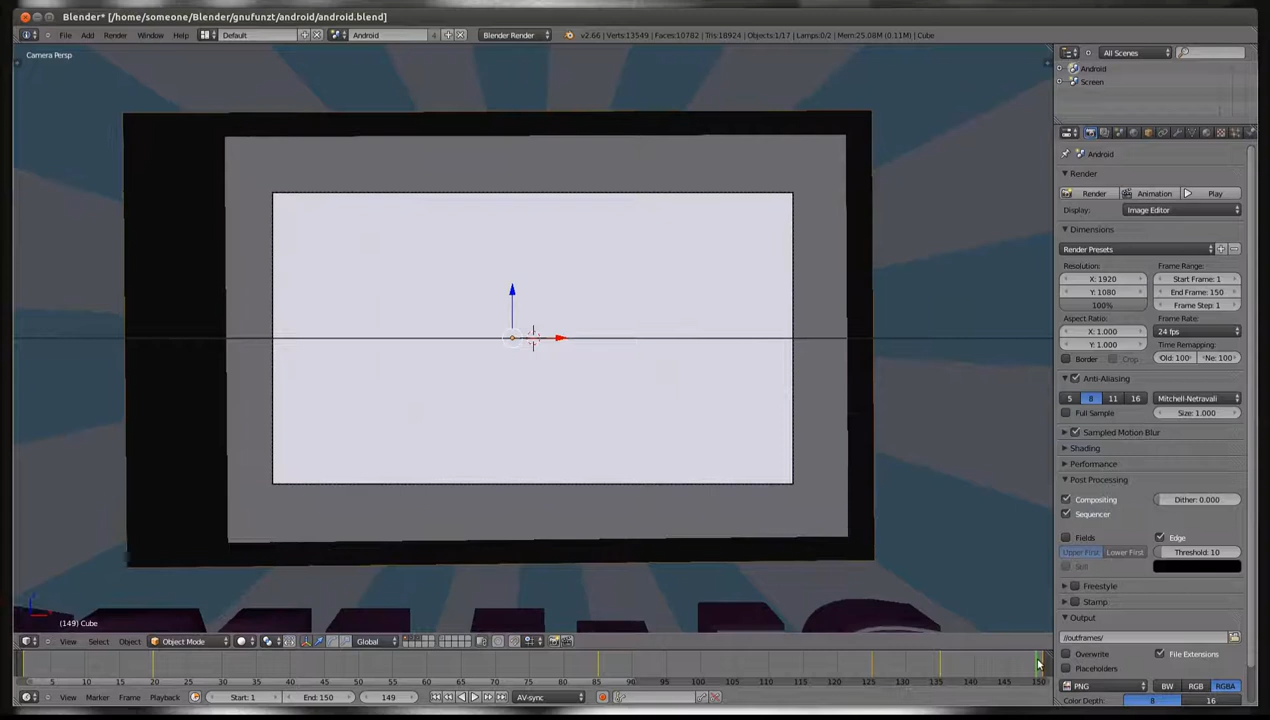 Blender* [/home/someone/Blender/gnufunzt/android/android.blend]
File Add Render Window Help Default Android 4 Blender Render v2.66 | Verts:13549 | Faces:10782 | Tris:18924 | Objects:1/17 | Lamps:0/2 | Mem:25.08M (0.11M) | Cube
Camera Persp
View All Scenes
Android
Screen
Android
Render
Render Animation Play
Display: Image Editor
Dimensions
Render Presets
Resolution: Frame Range:
X: 1920 Start Frame: 1
Y: 1080 End Frame: 150
100% Frame Step: 1
Aspect Ratio: Frame Rate:
X: 1.000 24 fps
Y: 1.000 Time Remapping:
Border Crop Old: 100 Ne: 100
Anti-Aliasing
5 8 11 16 Mitchell-Netravali
Full Sample Size: 1.000
Sampled Motion Blur
Shading
Performance
Post Processing
Compositing Dither: 0.000
Sequencer
Fields Edge
Upper First Lower First Threshold: 10
Still
Freestyle
Stamp
Output
//outframes/
Overwrite File Extensions
Placeholders
PNG BW RGB RGBA
Color Depth: 8 16
(149) Cube
View Select Object Object Mode Global
5 10 15 20 25 30 35 40 45 50 55 60 65 70 75 80 85 90 95 100 105 110 115 120 125 130 135 140 145 150
View Marker Frame Playback Start: 1 End: 150 149 AV-sync